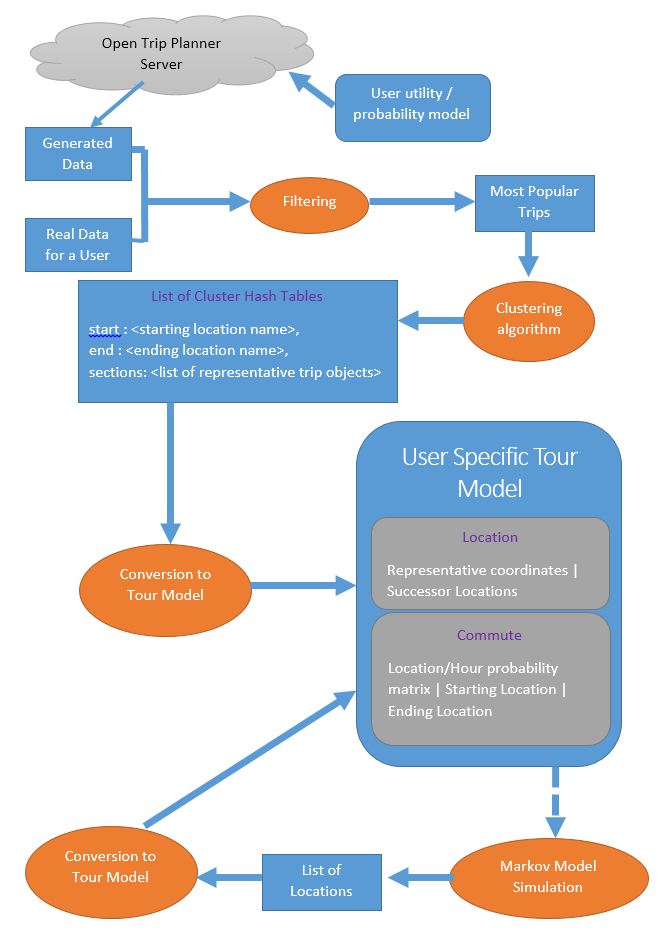 Open Trip Planner
Server
User utility /
probability model
Generated
Data
Filtering
Most Popular
Trips
Real Data
for a User
List of Cluster Hash Tables
start : <starting location name>,
end : <ending location name>,
sections: <list of representative trip objects>
Clustering
algorithm
User Specific Tour
Model
Location
Representative coordinates |
Successor Locations
Conversion to
Tour Model
Commute
Location/Hour probability
matrix | Starting Location |
Ending Location
Conversion to
Tour Model
List of
Locations
Markov Model
Simulation